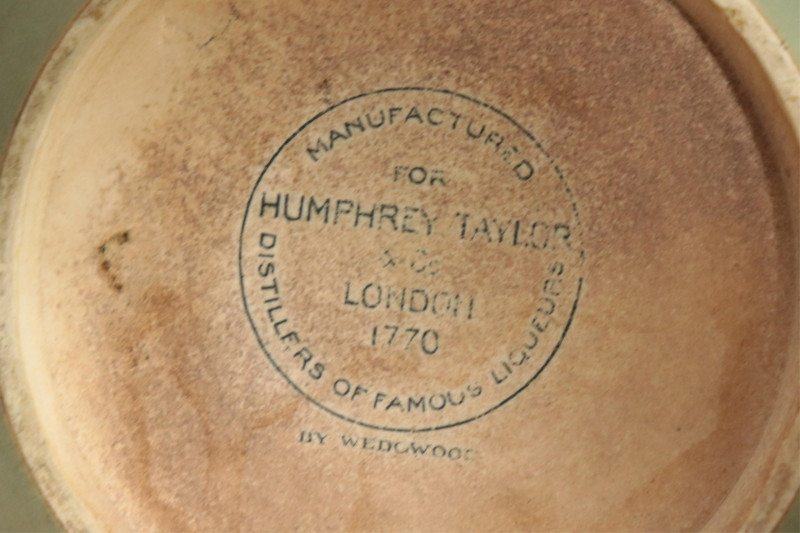 MANUFACTURED
FOR
HUMPHREY TAYLOR
& Co
LONDON
1770
DISTILLERS OF FAMOUS LIQUEURS
BY WEDGWOOD